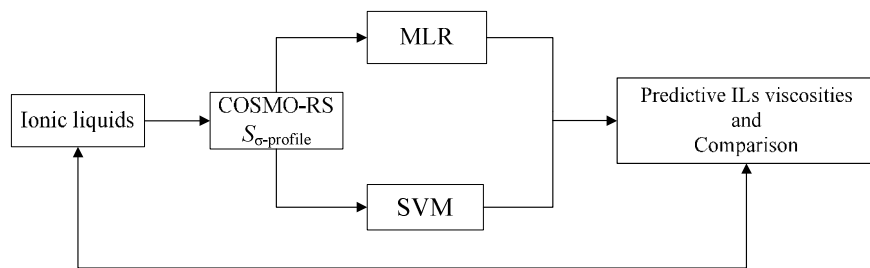 MLR
Ionic liquids
COSMO-RS
Sσ-profile
Predictive ILs viscosities
and
Comparison
SVM